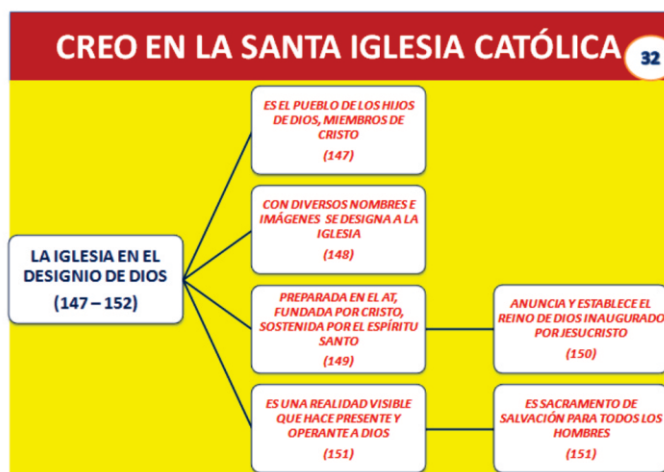 CREO EN LA SANTA IGLESIA CATÓLICA
32
ES EL PUEBLO DE LOS HIJOS
DE DIOS, MIEMBROS DE
CRISTO
(147)
CON DIVERSOS NOMBRES E
IMÁGENES SE DESIGNA A LA
IGLESIA
(148)
LA IGLESIA EN EL
DESIGNIO DE DIOS
(147 – 152)
PREPARADA EN EL AT,
FUNDADA POR CRISTO,
SOSTENIDA POR EL ESPÍRITU
SANTO
(149)
ANUNCIA Y ESTABLECE EL
REINO DE DIOS INAUGURADO
POR JESUCRISTO
(150)
ES UNA REALIDAD VISIBLE
QUE HACE PRESENTE Y
OPERANTE A DIOS
(151)
ES SACRAMENTO DE
SALVACIÓN PARA TODOS LOS
HOMBRES
(151)